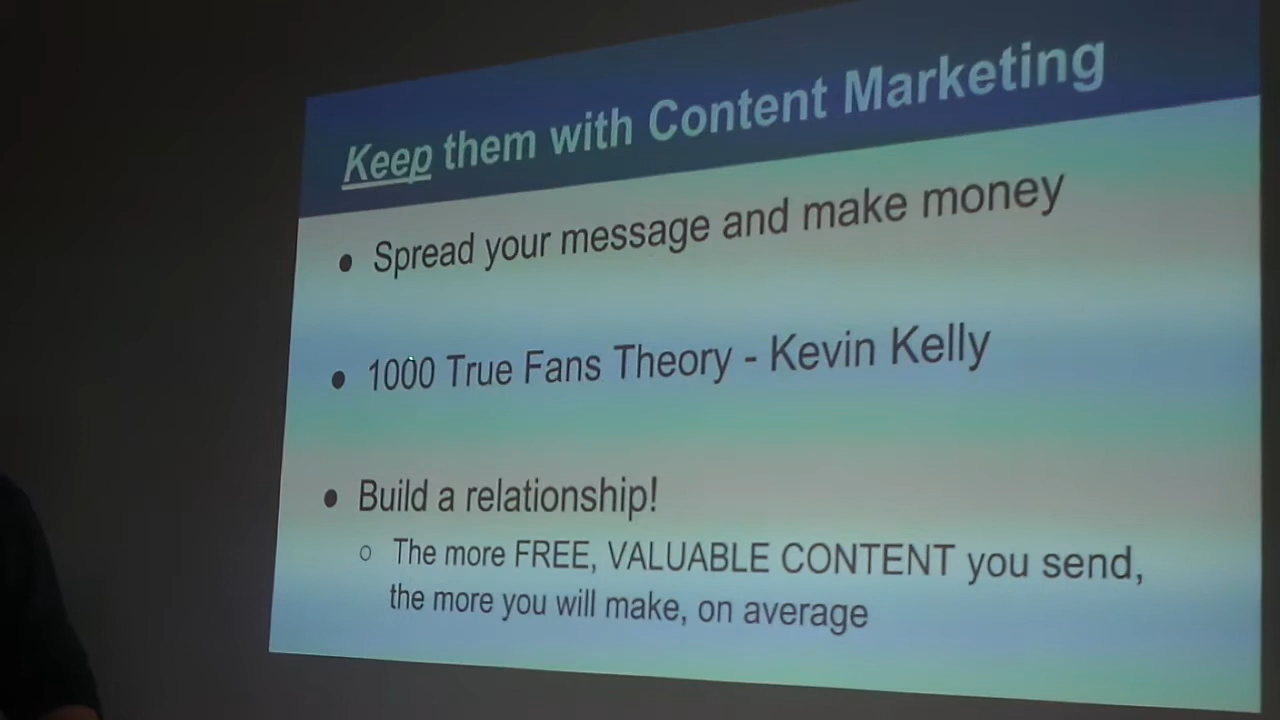 Keep them with Content Marketing
● Spread your message and make money
● 1000 True Fans Theory - Kevin Kelly
● Build a relationship!
○ The more FREE, VALUABLE CONTENT you send,
the more you will make, on average